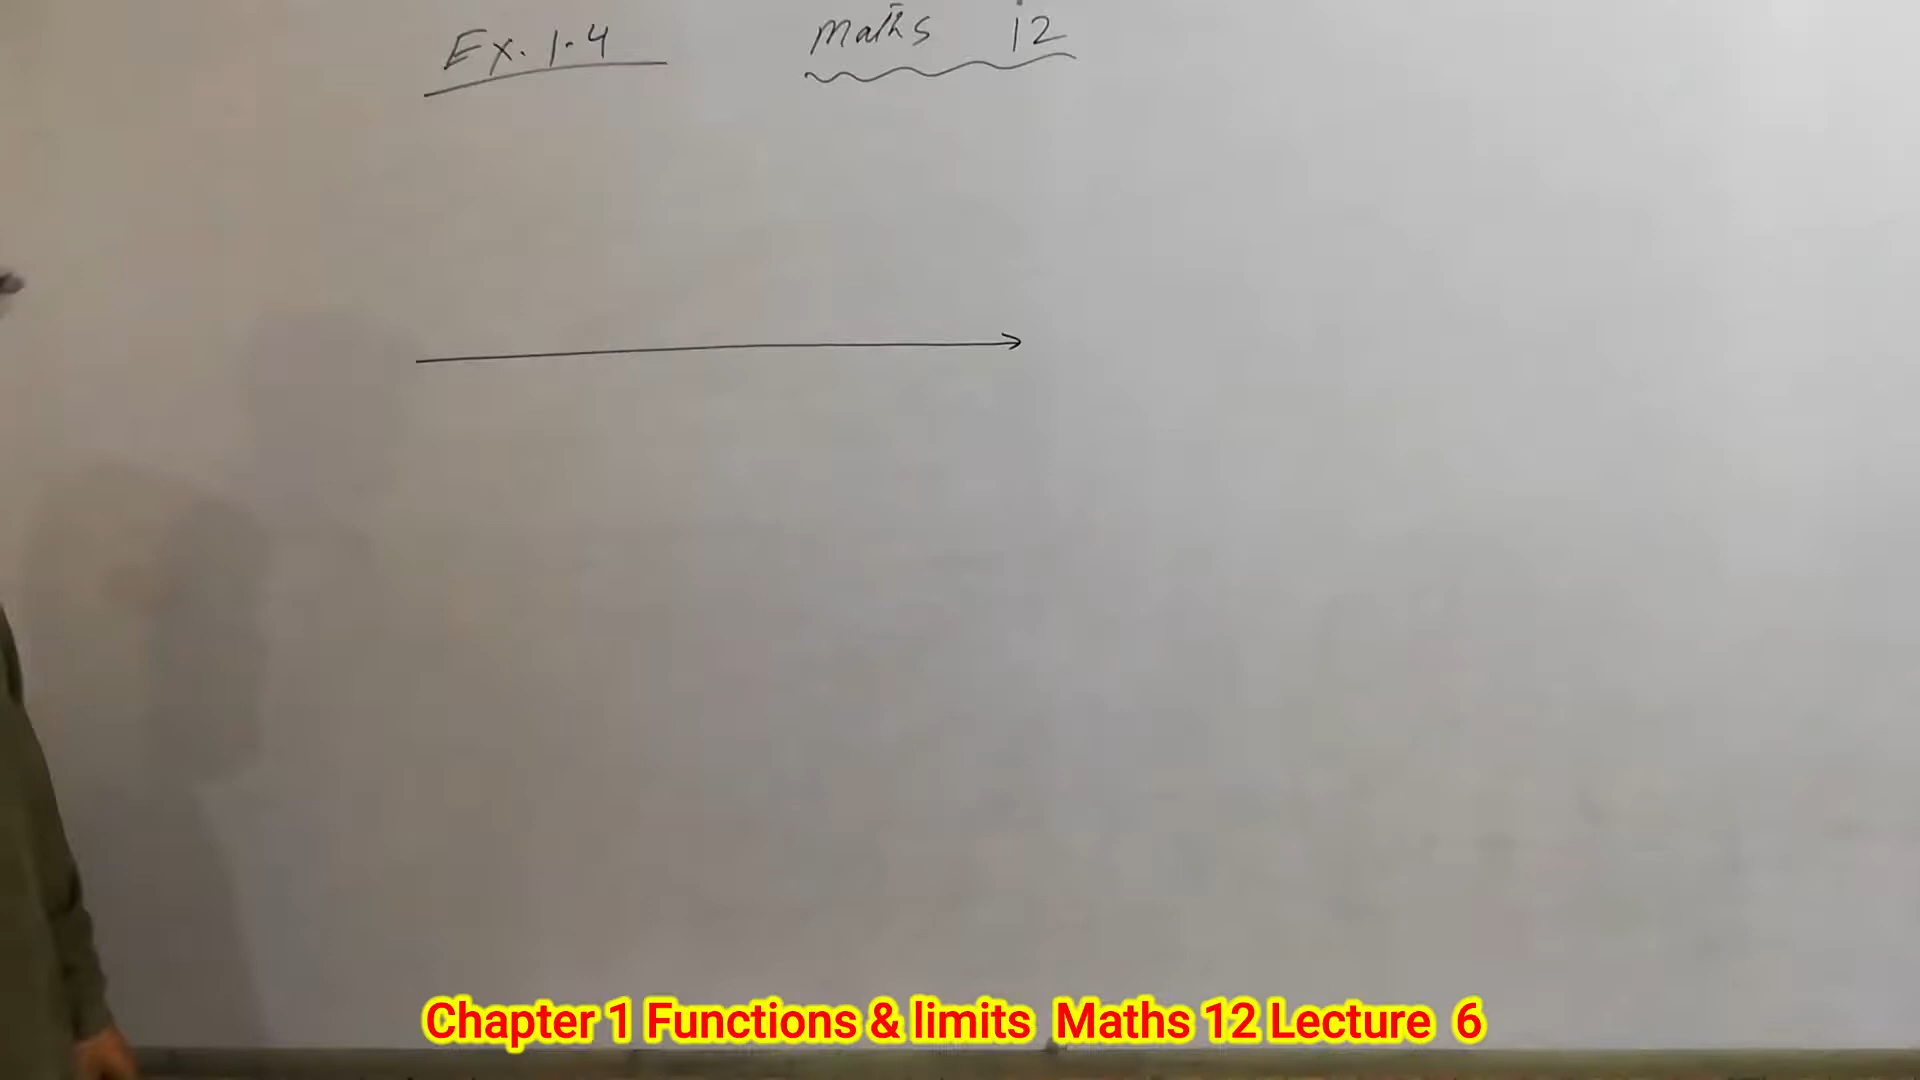 Ex. 1.4 Maths 12
Chapter 1 Functions & limits Maths 12 Lecture 6